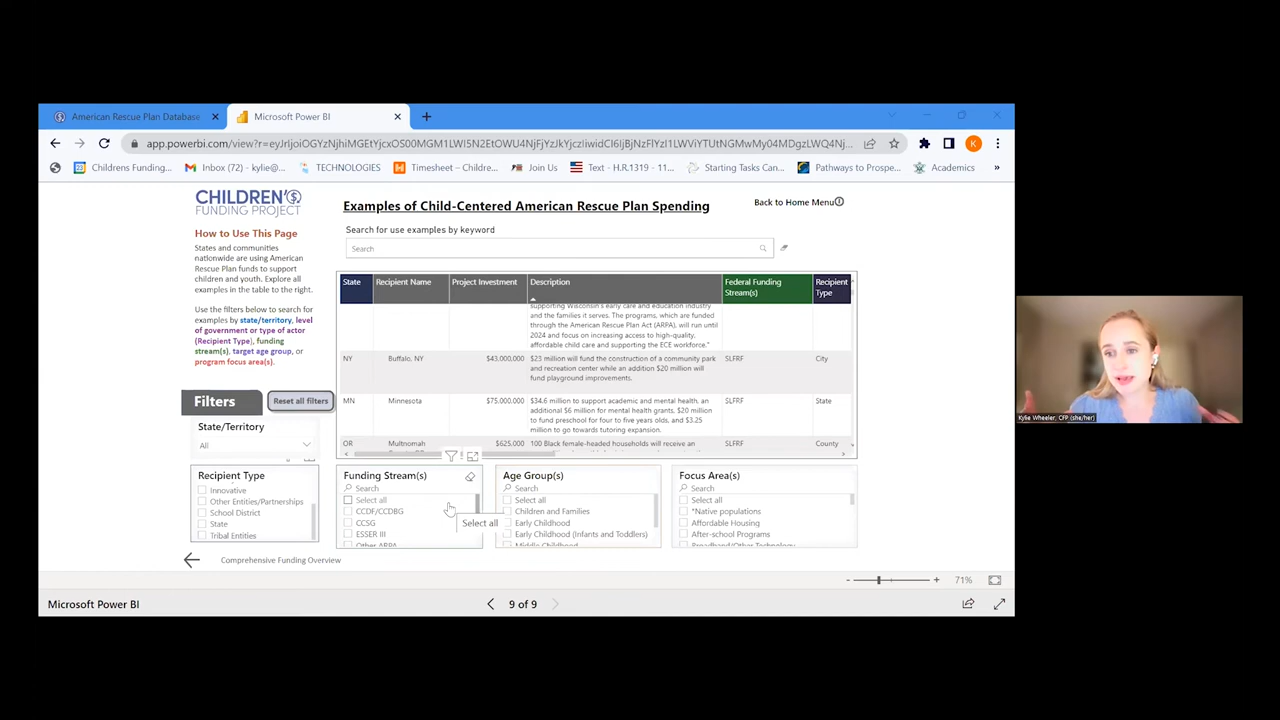 American Rescue Plan Database
Microsoft Power BI
Childrens Funding...
Inbox (72) - kylie@...
TECHNOLOGIES
Timesheet – Childr...
Join Us
Text - H.R.1319 - 11...
Starting Tasks Can...
Pathways to Prospe...
Academics
»
CHILDREN'S
FUNDING PROJECT
Examples of Child-Centered American Rescue Plan Spending
Back to Home Menu
How to Use This Page
Search for use examples by keyword
States and communities
nationwide are using American
Rescue Plan funds to support
children and youth. Explore all
examples in the table to the right.
Search
Use the filters below to search for
examples by state/territory, level
of government or type of actor
(Recipient Type), funding
stream(s), target age group, or
program focus area(s).
State
Recipient Name
Project Investment
Description
Federal Funding
Stream(s)
Recipient
Type
supporting Wisconsin's early care and education industry
and the families it serves. The programs, which are funded
through the American Rescue Plan Act (ARPA), will run until
2024 and focus on increasing access to high-quality,
affordable child care and supporting the ECE workforce."
NY Buffalo, NY $43,000,000 $23 million will fund the construction of a community park SLFRF City
and recreation center while an addition $20 million will
fund playground improvements.
MN Minnesota $75,000,000 $34.6 million to support academic and mental health, an SLFRF State
additional $6 million for mental health grants, $20 million
to fund preschool for four to five years olds, and $3.25
million to go towards tutoring expansion.
OR Multnomah $625,000 100 Black female-headed households will receive an SLFRF County
Filters
Reset all filters
State/Territory
All
Recipient Type
Innovative
Other Entities/Partnerships
School District
State
Tribal Entities
Funding Stream(s)
Search
Select all
CCDF/CCDBG
CCSG
ESSER III
Other ARPA
Select all
Age Group(s)
Search
Select all
Children and Families
Early Childhood
Early Childhood (Infants and Toddlers)
Middle Childhood
Focus Area(s)
Search
Select all
*Native populations
Affordable Housing
After-school Programs
Broadband/Other Technology
Comprehensive Funding Overview
- + 71%
Microsoft Power BI
9 of 9
K
Kylie Wheeler, CFP (she/her)